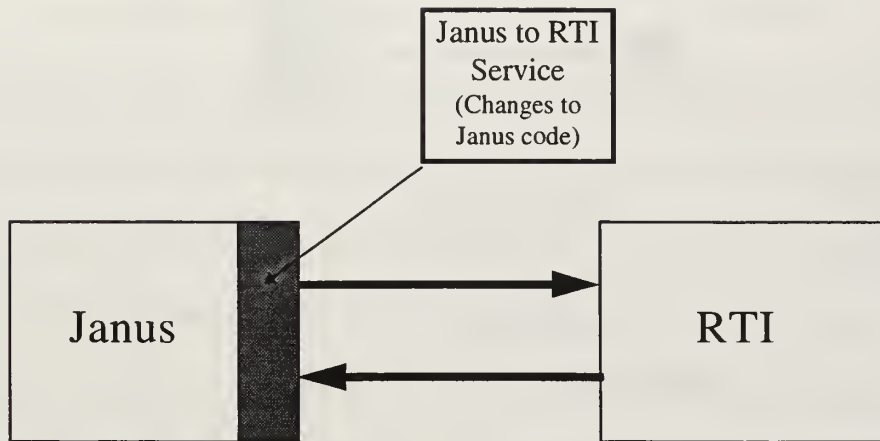 Janus to RTI
Service
(Changes to
Janus code)
Janus
RTI